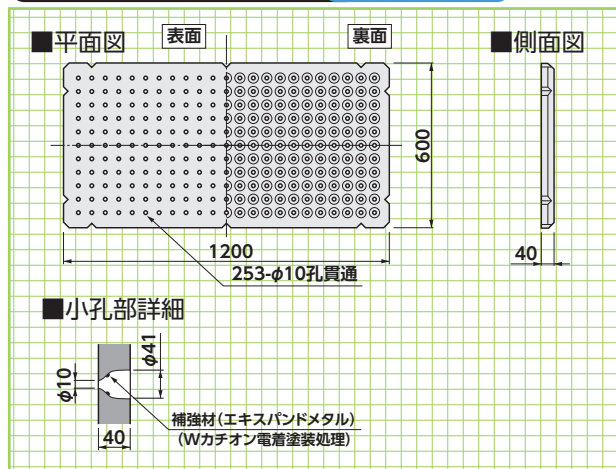 ■平面図
表面
裏面
■側面図
600
1200
40
253-φ10孔貫通
■小孔部詳細
φ10
φ41
40
補強材(エキスパンドメタル)
(Wカチオン電着塗装処理)